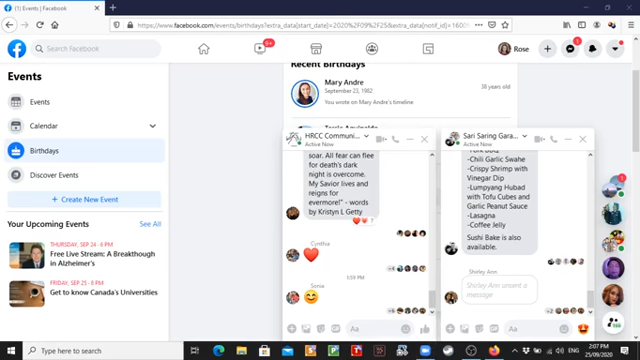 (1) Events | Facebook
https://www.facebook.com/events/birthdays?extra_data[start_date]=2020%2F09%2F25&extra_data[notif_id]=1600
Search Facebook
9+
Rose
1
Events
Events
Calendar
Birthdays
Discover Events
+ Create New Event
Your Upcoming Events
See All
THURSDAY, SEP 24 - 6 PM
Free Live Stream: A Breakthrough
in Alzheimer's
FRIDAY, SEP 25 - 8 PM
Get to know Canada's Universities
Recent Birthdays
Mary Andre
September 23, 1982
38 years old
You wrote on Mary Andre's timeline
HRCC Communi...
Active Now
soar. All fear can flee
for death's dark
night is overcome.
My Savior lives and
reigns for
evermore!" - words
by Kristyn L Getty
Cynthia
1:59 PM
Sonia
Aa
Sari Saring Gara...
Active Now
-Chili Garlic Swahe
-Crispy Shrimp with
Vinegar Dip
-Lumpyang Hubad
with Tofu Cubes and
Garlic Peanut Sauce
-Lasagna
-Coffee Jelly
Sushi Bake is also
available.
Shirley Ann
Shirley Ann unsent a
message
Aa
Type here to search
ENG
2:07 PM
25/09/2020